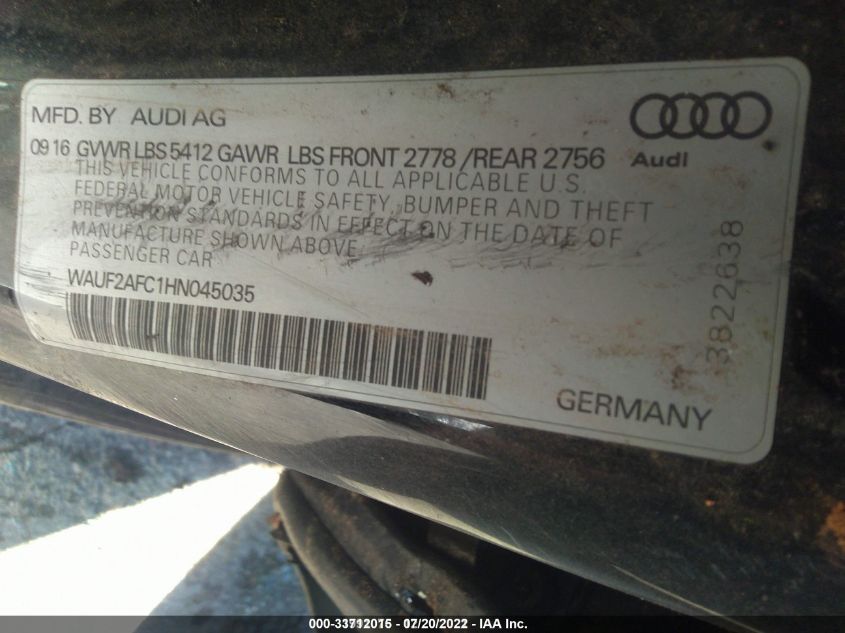 MFD. BY AUDI AG
Audi
09 16 GVWR LBS 5412 GAWR LBS FRONT 2778 /REAR 2756
THIS VEHICLE CONFORMS TO ALL APPLICABLE U.S.
FEDERAL MOTOR VEHICLE SAFETY, BUMPER AND THEFT
PREVENTION STANDARDS IN EFFECT ON THE DATE OF
MANUFACTURE SHOWN ABOVE.
PASSENGER CAR
WAUF2AFC1HN045035
3822638
GERMANY
000-33712015 - 07/20/2022 - IAA Inc.